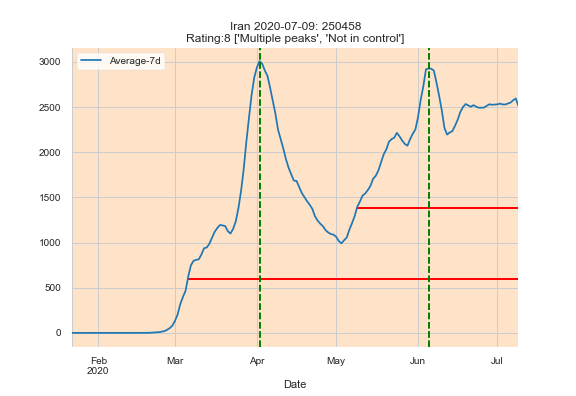 Iran 2020-07-09: 250458
Rating:8 ['Multiple peaks', 'Not in control']
Average-7d
3000
2500
2000
1500
1000
500
0
Feb Mar Apr May Jun Jul
2020
Date